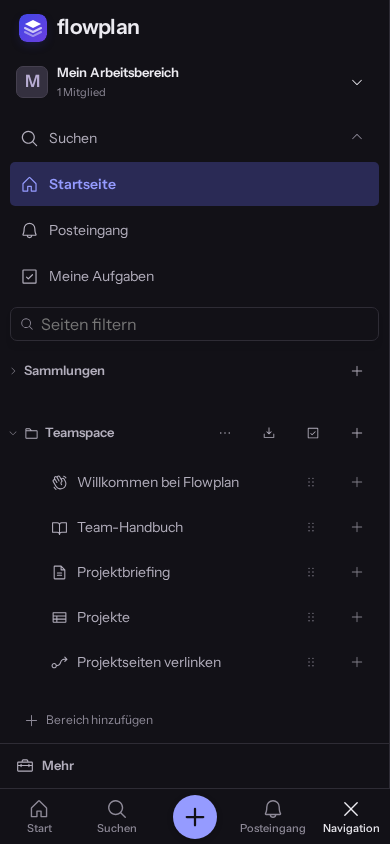 flowplan
M
Mein Arbeitsbereich
1 Mitglied
Suchen
Startseite
Posteingang
Meine Aufgaben
Seiten filtern
Sammlungen
Teamspace
Willkommen bei Flowplan
Team-Handbuch
Projektbriefing
Projekte
Projektseiten verlinken
Bereich hinzufügen
Mehr
Start
Suchen
Posteingang
Navigation